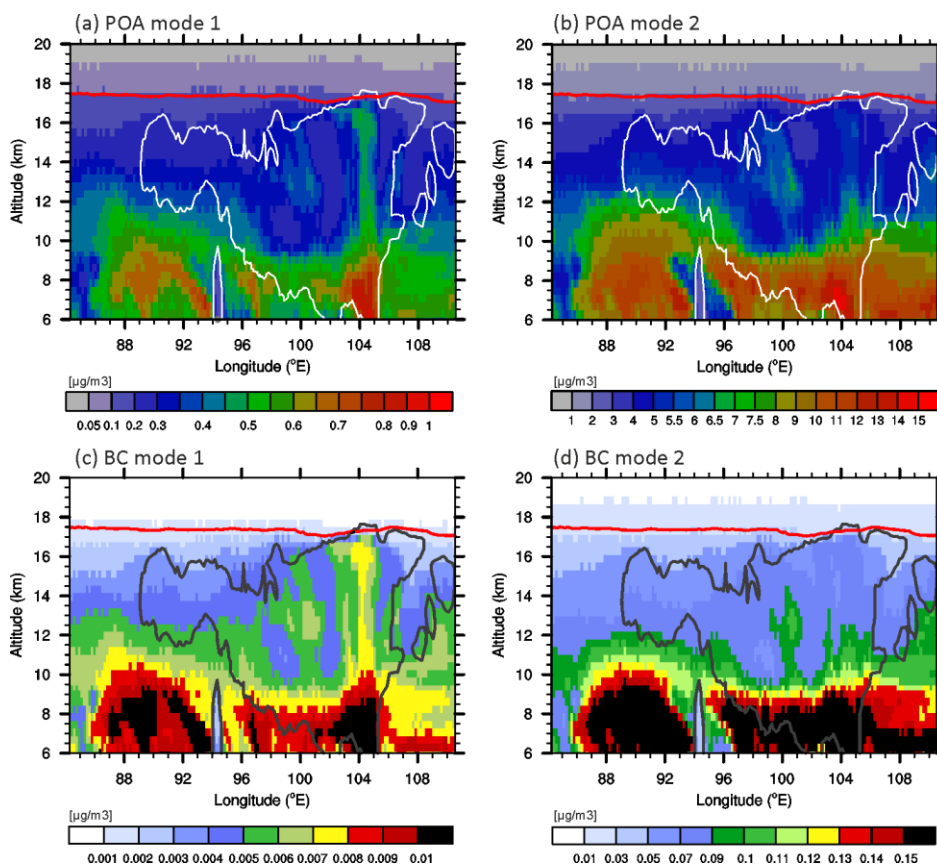 (a) POA mode 1
(b) POA mode 2
20
18
16
14
12
10
8
6
Altitude (km)
88 92 96 100 104 108
Longitude (°E)
20
18
16
14
12
10
8
6
Altitude (km)
88 92 96 100 104 108
Longitude (°E)
[µg/m3]
0.05 0.1 0.2 0.3 0.4 0.5 0.6 0.7 0.8 0.9 1
[µg/m3]
1 2 3 4 5 5.5 6 6.5 7 7.5 8 9 10 11 12 13 14 15
(c) BC mode 1
(d) BC mode 2
20
18
16
14
12
10
8
6
Altitude (km)
88 92 96 100 104 108
Longitude (°E)
20
18
16
14
12
10
8
6
Altitude (km)
88 92 96 100 104 108
Longitude (°E)
[µg/m3]
0.001 0.002 0.003 0.004 0.005 0.006 0.007 0.008 0.009 0.01
[µg/m3]
0.01 0.03 0.05 0.07 0.09 0.1 0.11 0.12 0.13 0.14 0.15